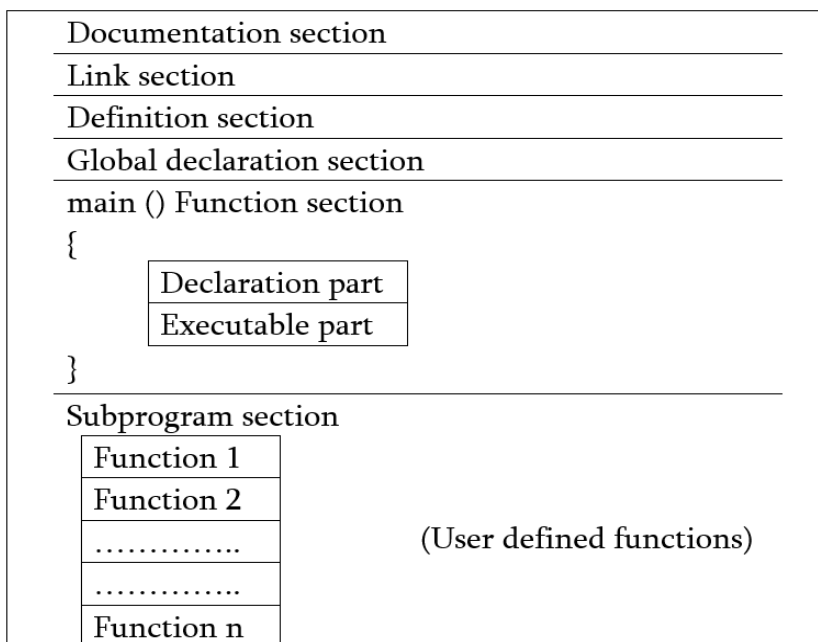 Documentation section
Link section
Definition section
Global declaration section
main () Function section
{
Declaration part
Executable part
}
Subprogram section
Function 1
Function 2
…………..
(User defined functions)
…………..
Function n